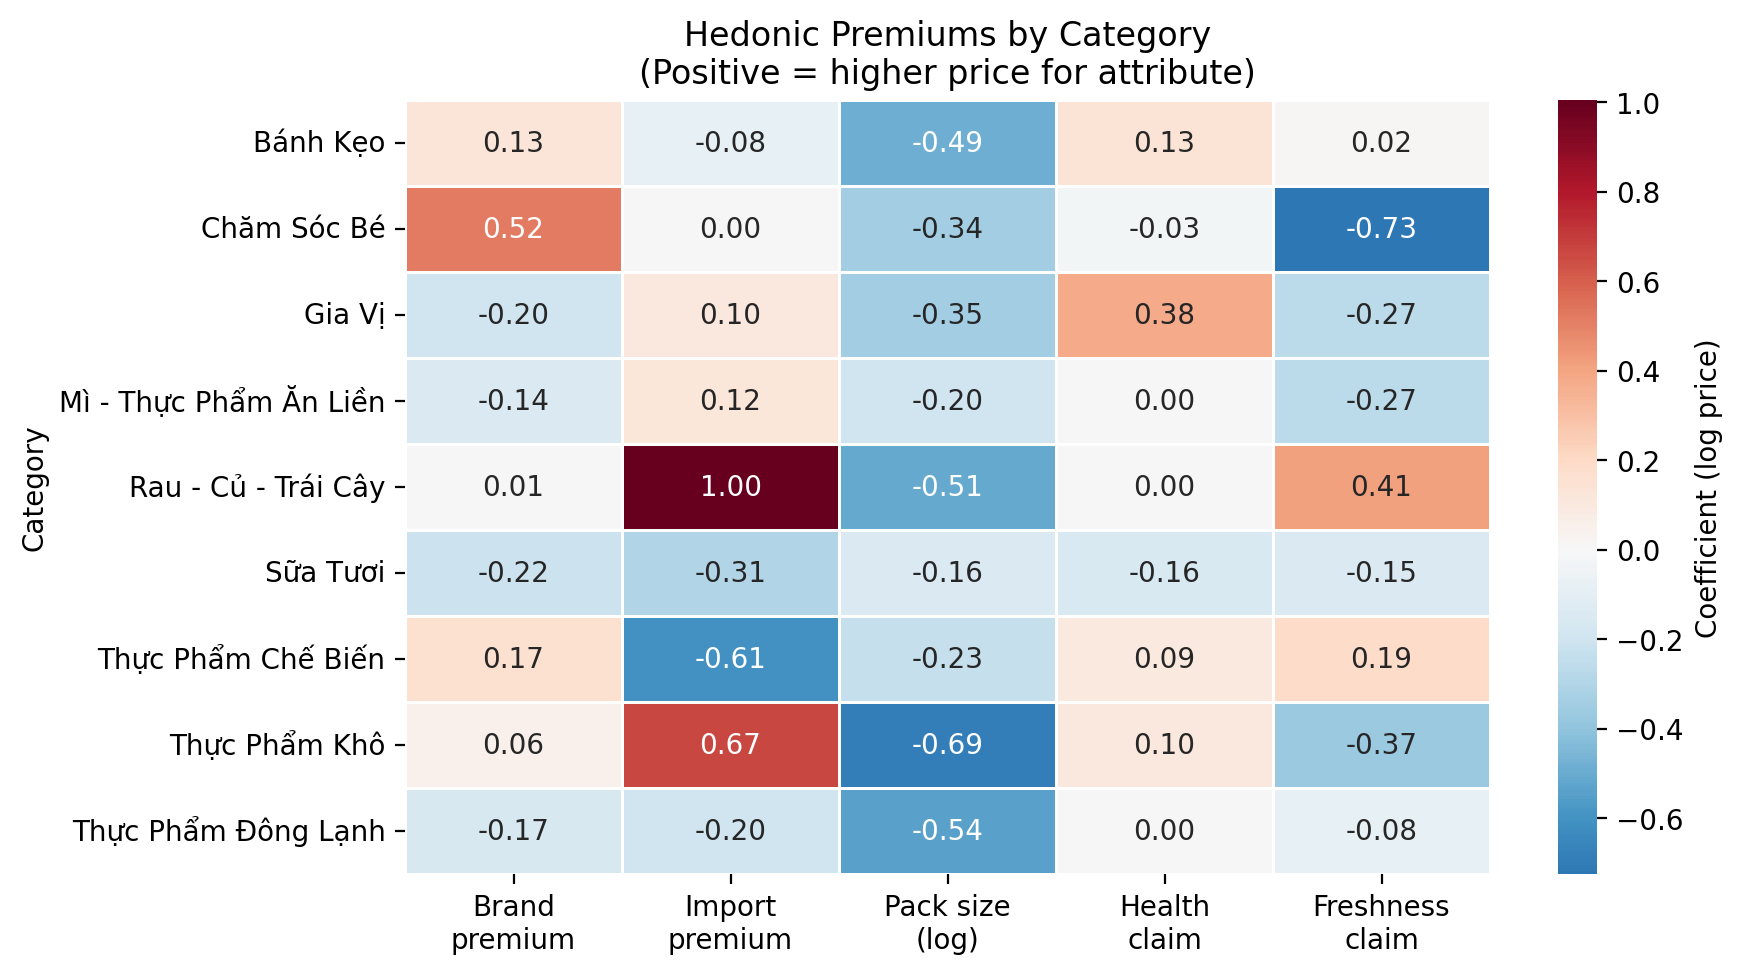 Hedonic Premiums by Category
(Positive = higher price for attribute)
Category
Bánh Kẹo 0.13 -0.08 -0.49 0.13 0.02
Chăm Sóc Bé 0.52 0.00 -0.34 -0.03 -0.73
Gia Vị -0.20 0.10 -0.35 0.38 -0.27
Mì - Thực Phẩm Ăn Liền -0.14 0.12 -0.20 0.00 -0.27
Rau - Củ - Trái Cây 0.01 1.00 -0.51 0.00 0.41
Sữa Tươi -0.22 -0.31 -0.16 -0.16 -0.15
Thực Phẩm Chế Biến 0.17 -0.61 -0.23 0.09 0.19
Thực Phẩm Khô 0.06 0.67 -0.69 0.10 -0.37
Thực Phẩm Đông Lạnh -0.17 -0.20 -0.54 0.00 -0.08
Brand premium
Import premium
Pack size (log)
Health claim
Freshness claim
1.0
0.8
0.6
0.4
0.2
0.0
−0.2
−0.4
−0.6
Coefficient (log price)